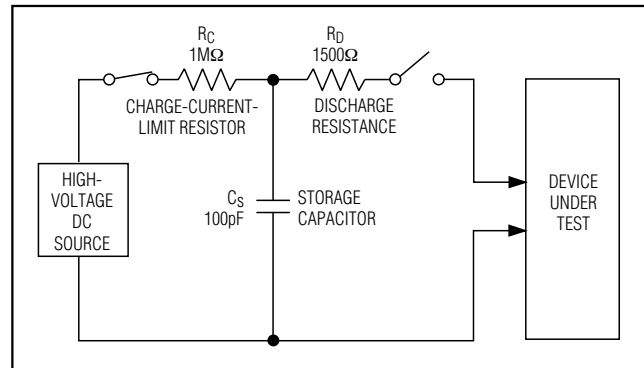 RC
1MΩ
CHARGE-CURRENT-
LIMIT RESISTOR
RD
1500Ω
DISCHARGE
RESISTANCE
HIGH-
VOLTAGE
DC
SOURCE
CS
100pF
STORAGE
CAPACITOR
DEVICE
UNDER
TEST